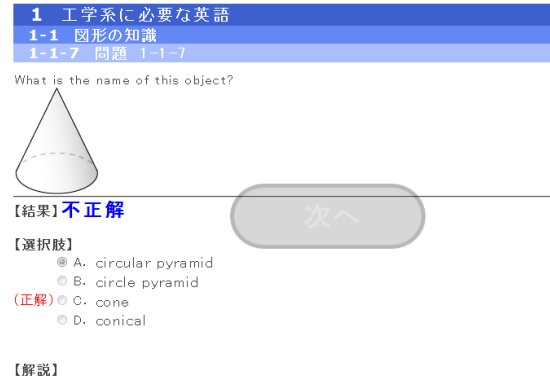 1 工学系に必要な英語
1-1 図形の知識
1-1-7 問題 1-1-7
What is the name of this object?
【結果】不正解
次へ
【選択肢】
A. circular pyramid
B. circle pyramid
(正解) C. cone
D. conical
【解説】